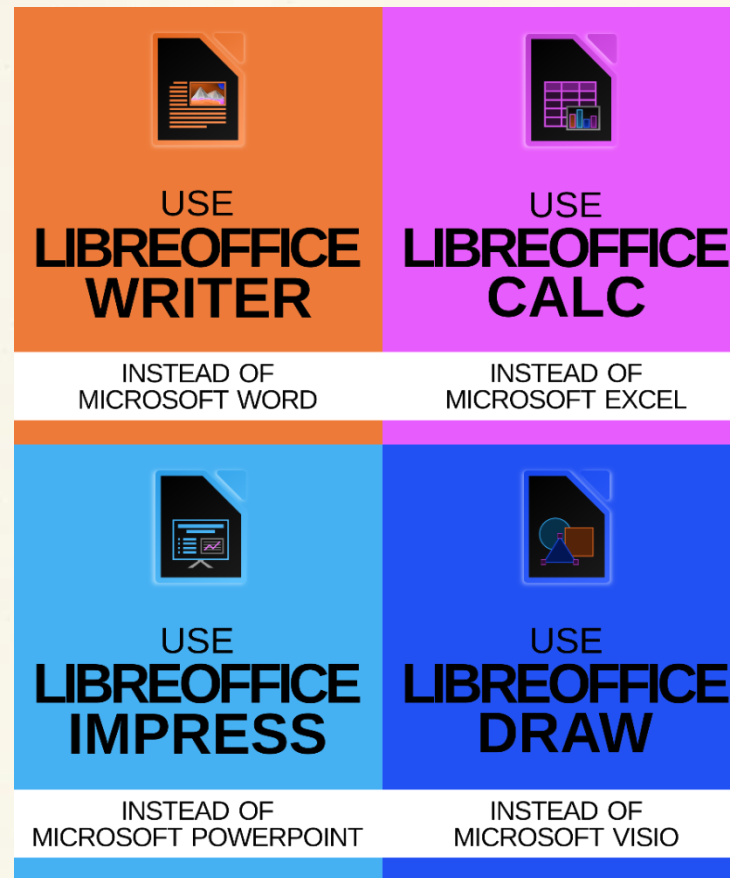 USE
LIBREOFFICE
WRITER
INSTEAD OF
MICROSOFT WORD
USE
LIBREOFFICE
CALC
INSTEAD OF
MICROSOFT EXCEL
USE
LIBREOFFICE
IMPRESS
INSTEAD OF
MICROSOFT POWERPOINT
USE
LIBREOFFICE
DRAW
INSTEAD OF
MICROSOFT VISIO